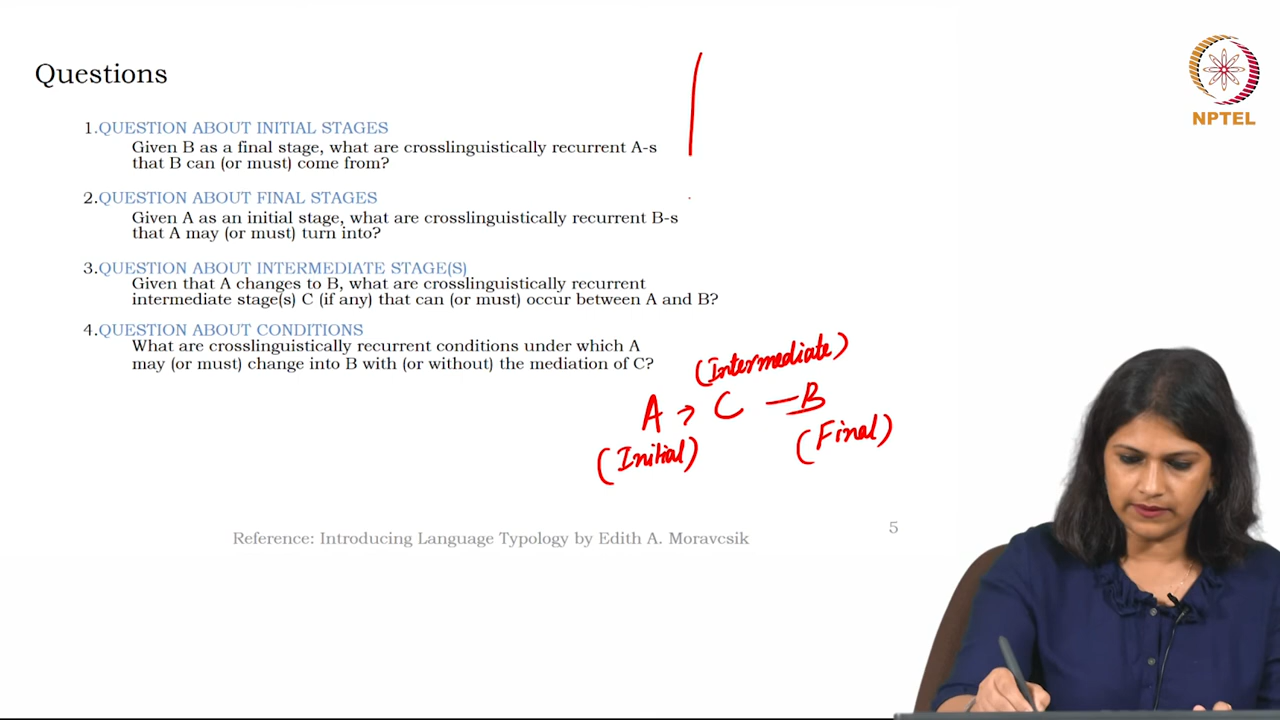 Questions
1.QUESTION ABOUT INITIAL STAGES
Given B as a final stage, what are crosslinguistically recurrent A-s
that B can (or must) come from?
2.QUESTION ABOUT FINAL STAGES
Given A as an initial stage, what are crosslinguistically recurrent B-s
that A may (or must) turn into?
3.QUESTION ABOUT INTERMEDIATE STAGE(S)
Given that A changes to B, what are crosslinguistically recurrent
intermediate stage(s) C (if any) that can (or must) occur between A and B?
4.QUESTION ABOUT CONDITIONS
What are crosslinguistically recurrent conditions under which A
may (or must) change into B with (or without) the mediation of C?
(Intermediate)
A > C — B
(Initial)
(Final)
Reference: Introducing Language Typology by Edith A. Moravcsik
5
NPTEL